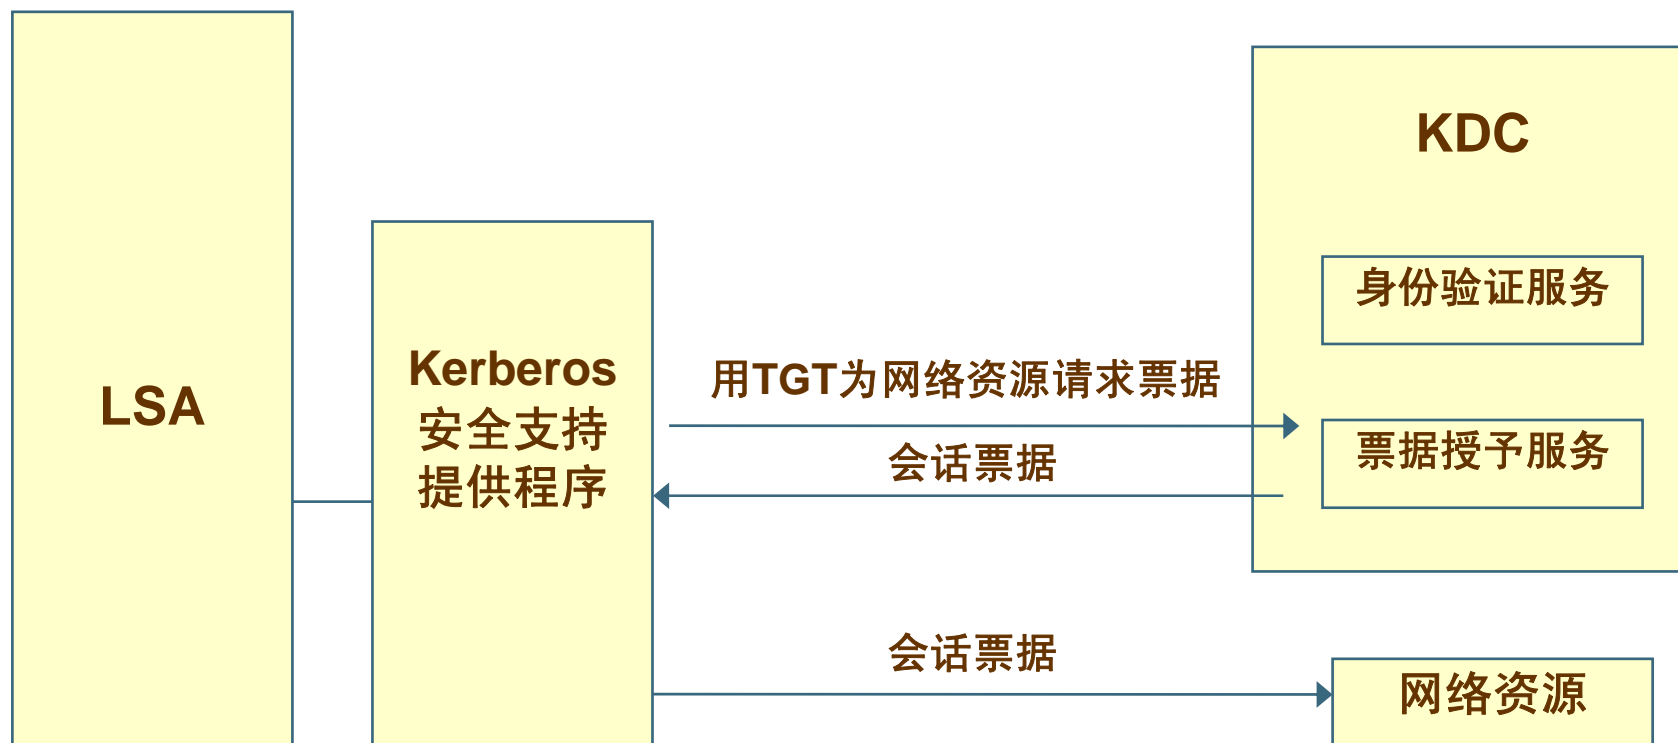 KDC
身份验证服务
LSA
Kerberos
安全支持
提供程序
用TGT为网络资源请求票据
会话票据
票据授予服务
会话票据
网络资源